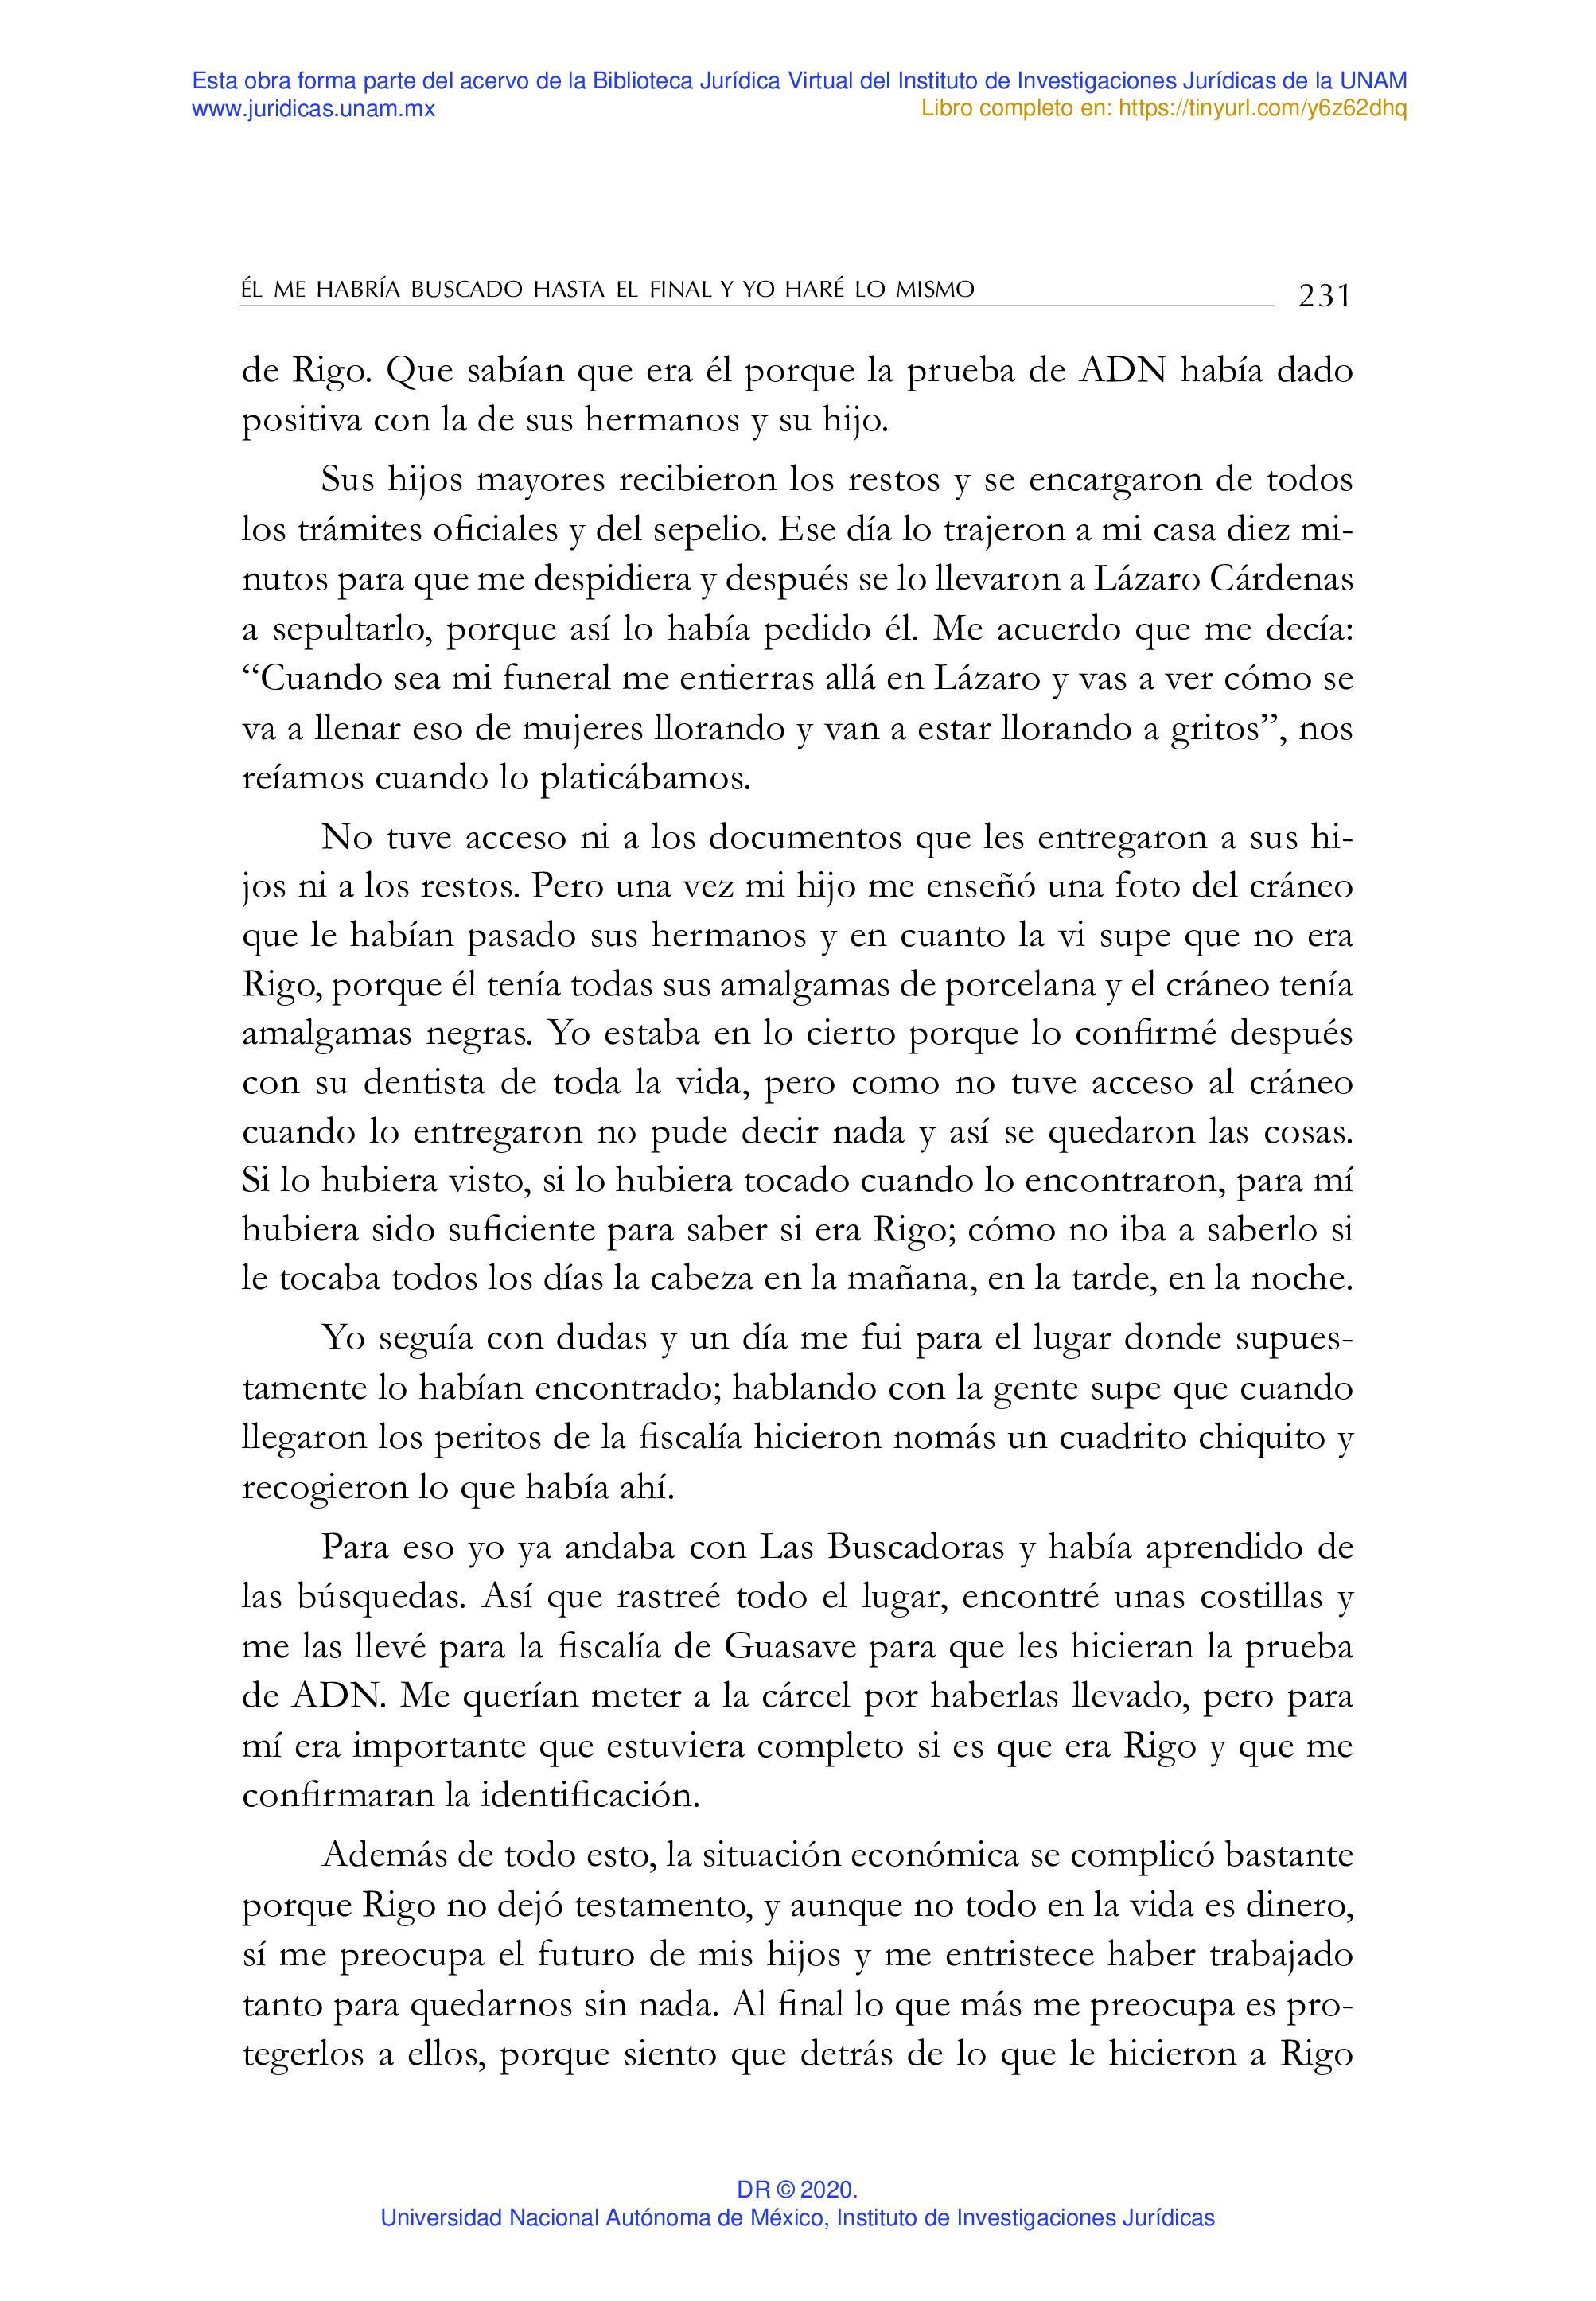 Esta obra forma parte del acervo de la Biblioteca Jurídica Virtual del Instituto de Investigaciones Jurídicas de la UNAM
www.juridicas.unam.mx
Libro completo en: https://tinyurl.com/y6z62dhq
ÉL ME HABRÍA BUSCADO HASTA EL FINAL Y YO HARÉ LO MISMO
231
de Rigo. Que sabían que era él porque la prueba de ADN había dado
positiva con la de sus hermanos y su hijo.
Sus hijos mayores recibieron los restos y se encargaron de todos
los trámites oficiales y del sepelio. Ese día lo trajeron a mi casa diez mi-
nutos para que me despidiera y después se lo llevaron a Lázaro Cárdenas
a sepultarlo, porque así lo había pedido él. Me acuerdo que me decía:
“Cuando sea mi funeral me entierras allá en Lázaro y vas a ver cómo se
va a llenar eso de mujeres llorando y van a estar llorando a gritos”, nos
reíamos cuando lo platicábamos.
No tuve acceso ni a los documentos que les entregaron a sus hi-
jos ni a los restos. Pero una vez mi hijo me enseñó una foto del cráneo
que le habían pasado sus hermanos y en cuanto la vi supe que no era
Rigo, porque él tenía todas sus amalgamas de porcelana y el cráneo tenía
amalgamas negras. Yo estaba en lo cierto porque lo confirmé después
con su dentista de toda la vida, pero como no tuve acceso al cráneo
cuando lo entregaron no pude decir nada y así se quedaron las cosas.
Si lo hubiera visto, si lo hubiera tocado cuando lo encontraron, para mí
hubiera sido suficiente para saber si era Rigo; cómo no iba a saberlo si
le tocaba todos los días la cabeza en la mañana, en la tarde, en la noche.
Yo seguía con dudas y un día me fui para el lugar donde supues-
tamente lo habían encontrado; hablando con la gente supe que cuando
llegaron los peritos de la fiscalía hicieron nomás un cuadrito chiquito y
recogieron lo que había ahí.
Para eso yo ya andaba con Las Buscadoras y había aprendido de
las búsquedas. Así que rastreé todo el lugar, encontré unas costillas y
me las llevé para la fiscalía de Guasave para que les hicieran la prueba
de ADN. Me querían meter a la cárcel por haberlas llevado, pero para
mí era importante que estuviera completo si es que era Rigo y que me
confirmaran la identificación.
Además de todo esto, la situación económica se complicó bastante
porque Rigo no dejó testamento, y aunque no todo en la vida es dinero,
sí me preocupa el futuro de mis hijos y me entristece haber trabajado
tanto para quedarnos sin nada. Al final lo que más me preocupa es pro-
tegerlos a ellos, porque siento que detrás de lo que le hicieron a Rigo
DR © 2020.
Universidad Nacional Autónoma de México, Instituto de Investigaciones Jurídicas